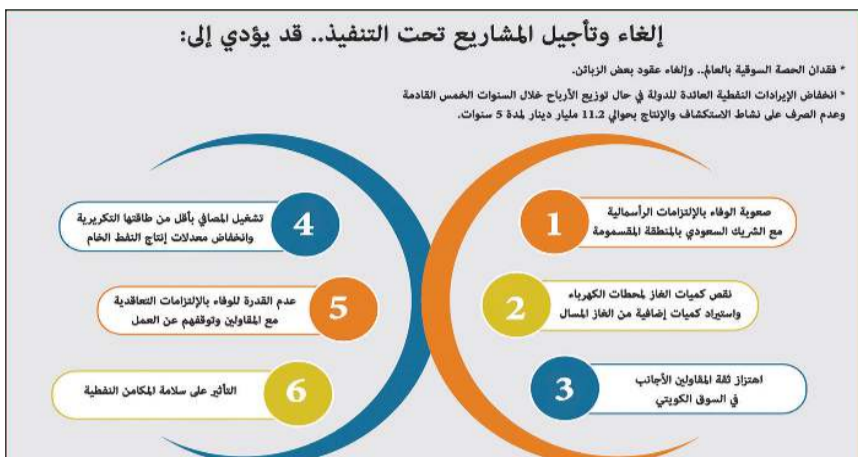 إلغاء وتأجيل المشاريع تحت التنفيذ.. قد يؤدي إلى:
* فقدان الحصة السوقية بالعالم.. وإلغاء عقود بعض الزبائن.
* انخفاض الإيرادات النفطية العائدة للدولة في حال توزيع الأرباح خلال السنوات الخمس القادمة
وعدم الصرف على نشاط الاستكشاف والإنتاج بحوالي 11.2 مليار دينار لمدة 5 سنوات.
1
صعوبة الوفاء بالإلتزامات الرأسمالية
مع الشريك السعودي بالمنطقة المقسمومة
2
نقص كميات الغاز لمحطات الكهرباء
واستيراد كميات إضافية من الغاز المسال
3
اهتزاز ثقة المقاولين الأجانب
في السوق الكويتي
4
تشغيل المصافي بأقل من طاقتها التكريرية
وانخفاض معدلات إنتاج النفط الخام
5
عدم القدرة للوفاء بالإلتزامات التعاقدية
مع المقاولين وتوقفهم عن العمل
6
التأثير على سلامة المكامن النفطية